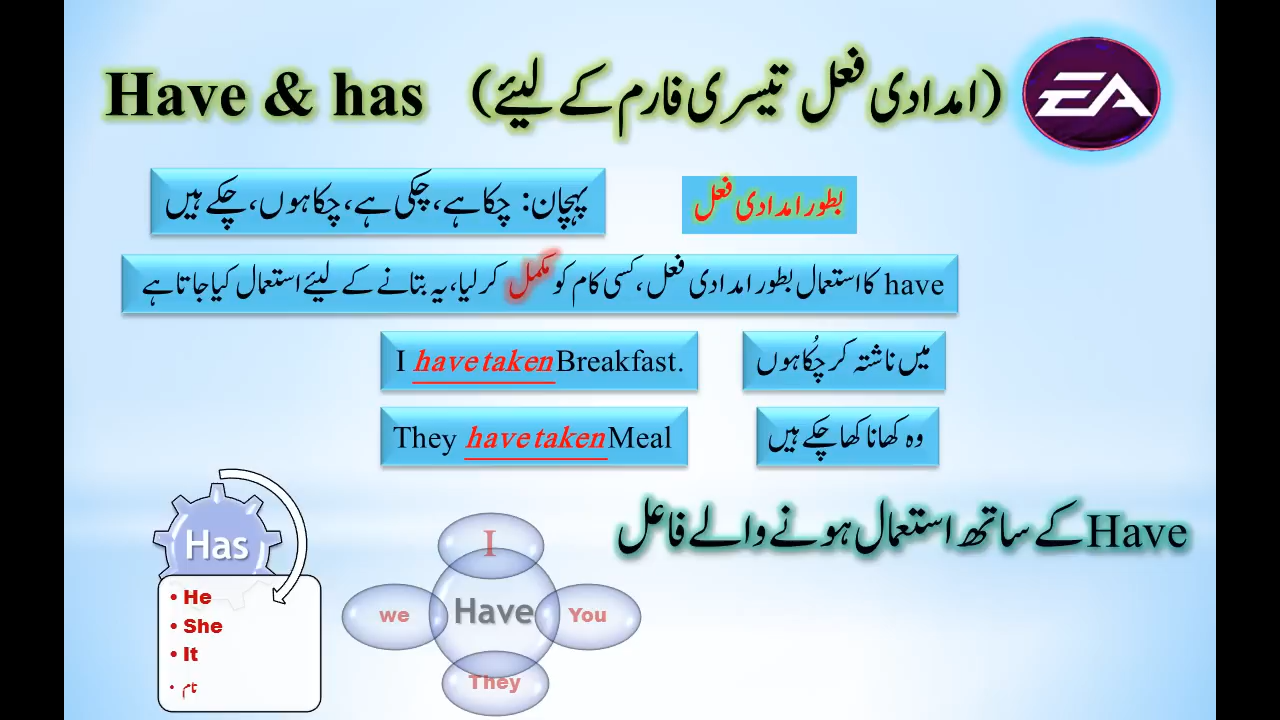 Have & has (امدادی فعل تیسری فارم کے لیئے) EA
بطور امدادی فعل
پہچان: چکا ہے، چکی ہے، چکا ہوں، چکے ہیں
have کا استعمال بطور امدادی فعل، کسی کام کو مکمل کر لیا، یہ بتانے کے لیئے استعمال کیا جاتا ہے
I have taken Breakfast.
میں ناشتہ کر چُکا ہوں
They have taken Meal
وہ کھانا کھا چکے ہیں
Have کے ساتھ استعمال ہونے والے فاعل
Has
• He
• She
• It
• نام
I
we
Have
You
They